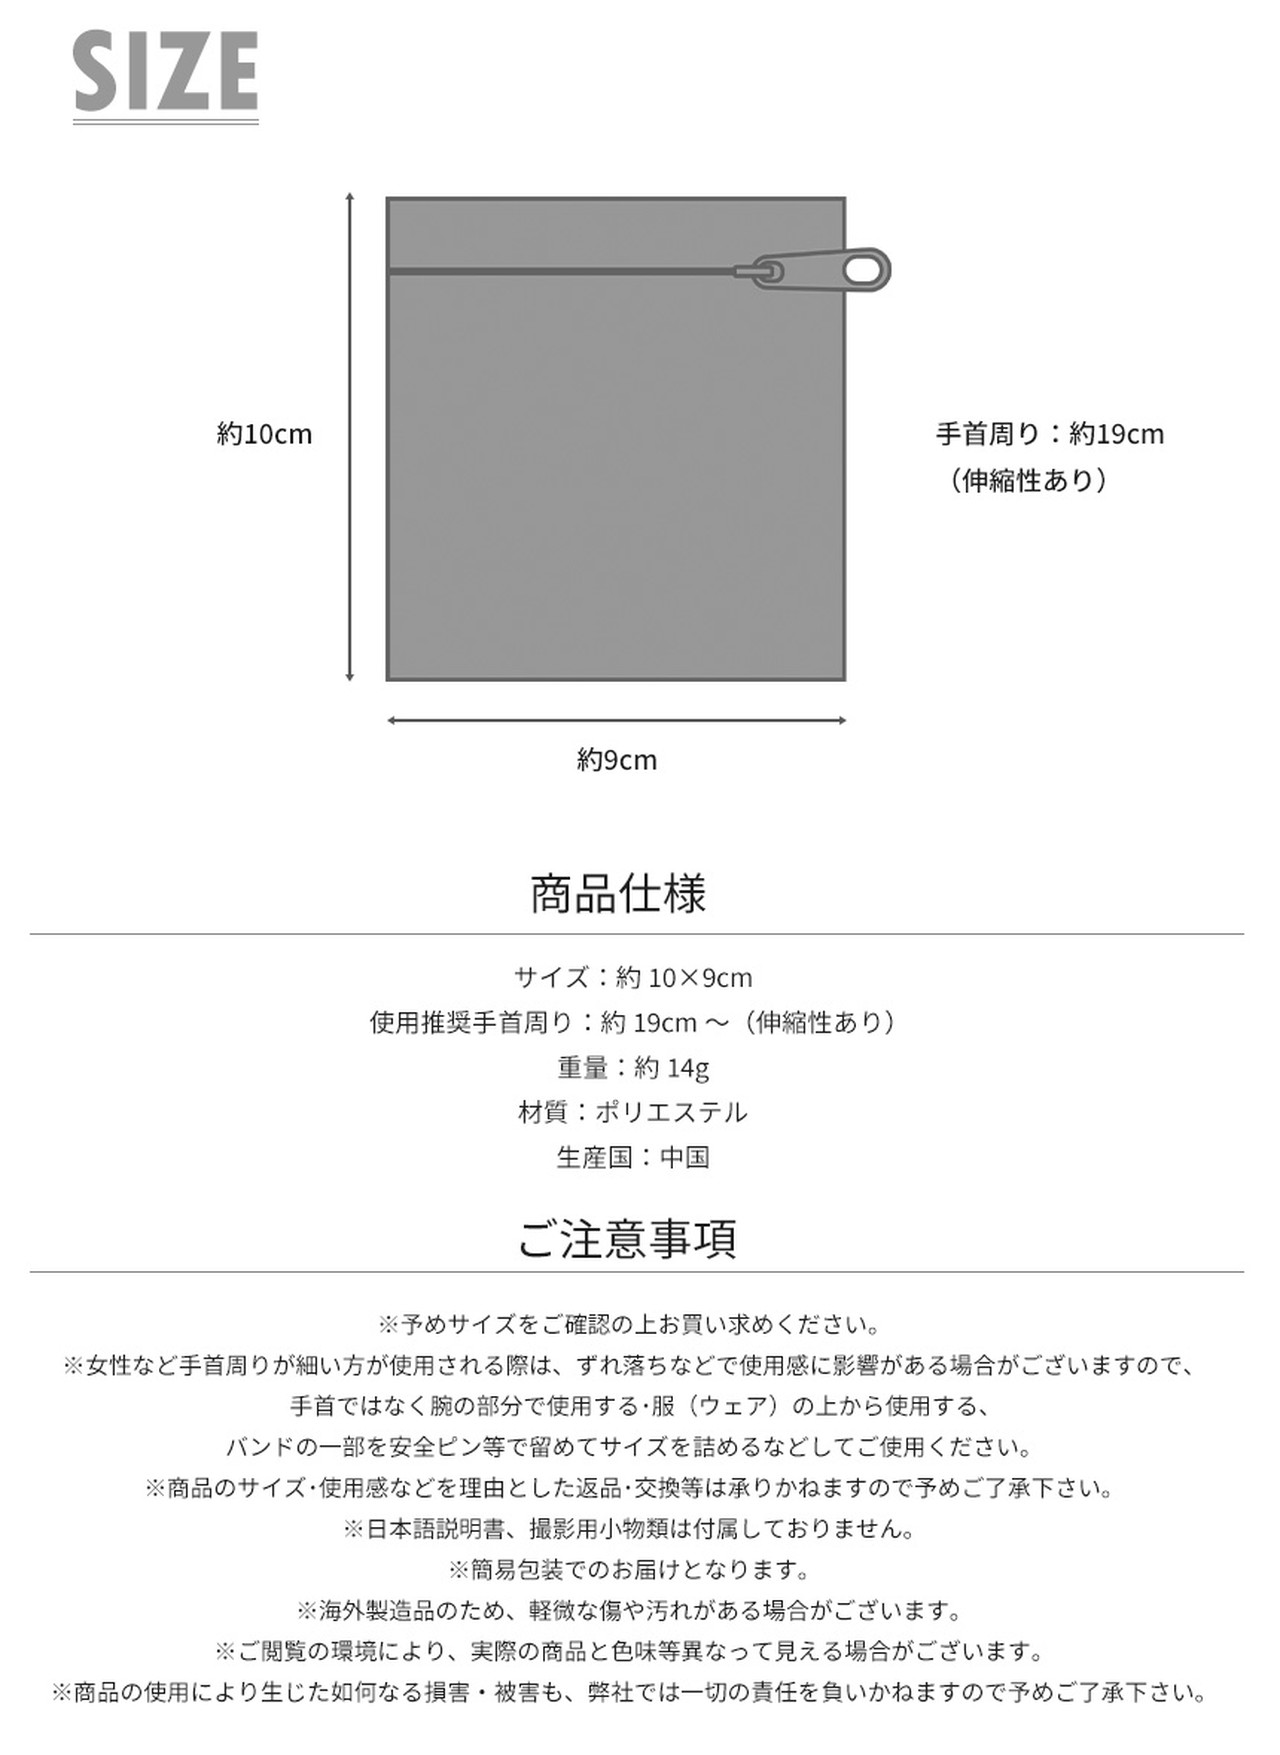 SIZE
約10cm
手首周り：約19cm
（伸縮性あり）
約9cm
商品仕様
サイズ：約 10×9cm
使用推奨手首周り：約 19cm ～（伸縮性あり）
重量：約 14g
材質：ポリエステル
生産国：中国
ご注意事項
※予めサイズをご確認の上お買い求めください。
※女性など手首周りが細い方が使用される際は、ずれ落ちなどで使用感に影響がある場合がございますので、
手首ではなく腕の部分で使用する･服（ウェア）の上から使用する、
バンドの一部を安全ピン等で留めてサイズを詰めるなどしてご使用ください。
※商品のサイズ･使用感などを理由とした返品･交換等は承りかねますので予めご了承下さい。
※日本語説明書、撮影用小物類は付属しておりません。
※簡易包装でのお届けとなります。
※海外製造品のため、軽微な傷や汚れがある場合がございます。
※ご閲覧の環境により、実際の商品と色味等異なって見える場合がございます。
※商品の使用により生じた如何なる損害・被害も、弊社では一切の責任を負いかねますので予めご了承下さい。